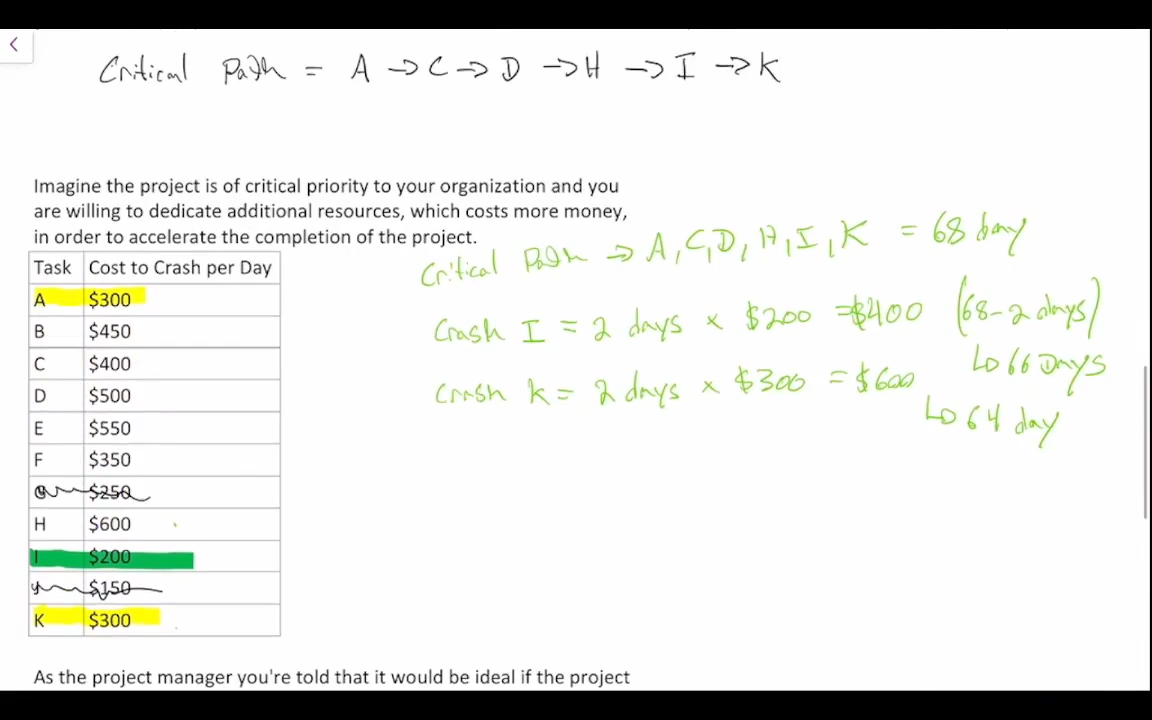 Critical Path = A → C → D → H → I → K
Imagine the project is of critical priority to your organization and you
are willing to dedicate additional resources, which costs more money,
in order to accelerate the completion of the project.
Critical Path → A, C, D, H, I, K = 68 day
Task Cost to Crash per Day
A $300
B $450
C $400
D $500
E $550
F $350
$250
H $600
I $200
$150
K $300
Crash I = 2 days × $200 = $400 (68-2 days)
↳ 66 Days
Crash K = 2 days × $300 = $600
↳ 64 day
As the project manager you're told that it would be ideal if the project